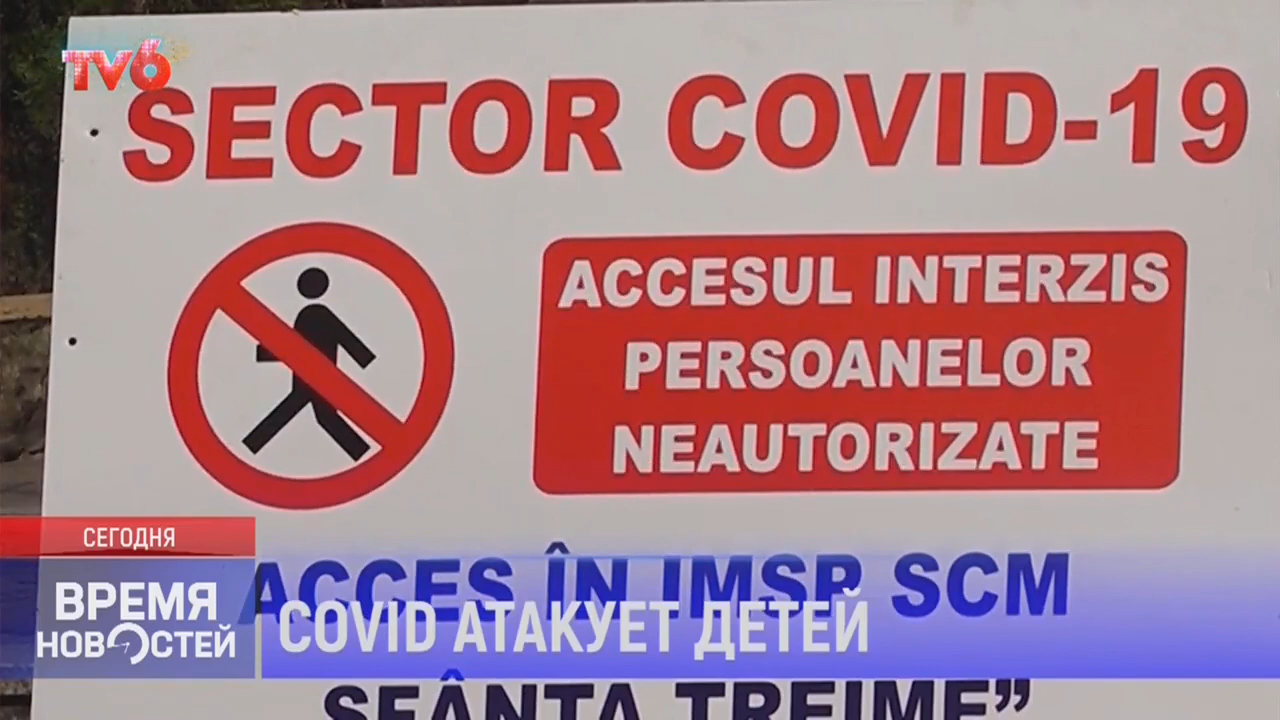 TV6
SECTOR COVID-19
ACCESUL INTERZIS
PERSOANELOR
NEAUTORIZATE
ACCES ÎN IMSP SCM
SFÂNTA TREIME”
СЕГОДНЯ
ВРЕМЯ
НОВОСТЕЙ
COVID АТАКУЕТ ДЕТЕЙ